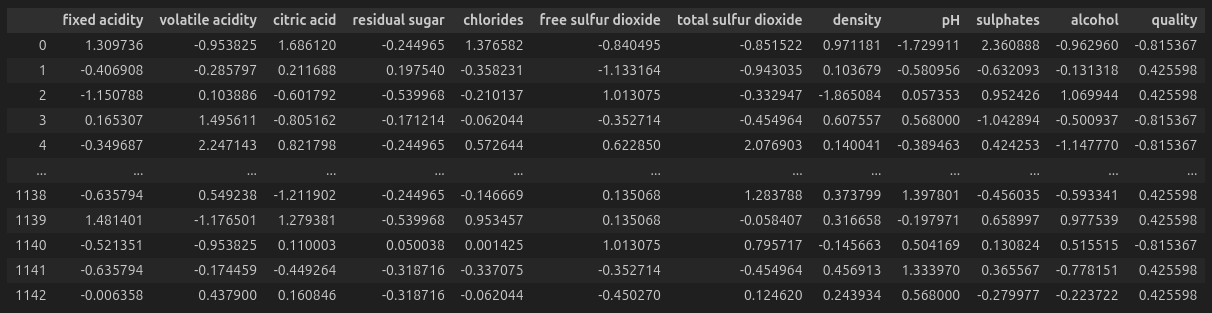 fixed acidity volatile acidity citric acid residual sugar chlorides free sulfur dioxide total sulfur dioxide density pH sulphates alcohol quality
0 1.309736 -0.953825 1.686120 -0.244965 1.376582 -0.840495 -0.851522 0.971181 -1.729911 2.360888 -0.962960 -0.815367
1 -0.406908 -0.285797 0.211688 0.197540 -0.358231 -1.133164 -0.943035 0.103679 -0.580956 -0.632093 -0.131318 0.425598
2 -1.150788 0.103886 -0.601792 -0.539968 -0.210137 1.013075 -0.332947 -1.865084 0.057353 0.952426 1.069944 0.425598
3 0.165307 1.495611 -0.805162 -0.171214 -0.062044 -0.352714 -0.454964 0.607557 0.568000 -1.042894 -0.500937 -0.815367
4 -0.349687 2.247143 0.821798 -0.244965 0.572644 0.622850 2.076903 0.140041 -0.389463 0.424253 -1.147770 -0.815367
... ... ... ... ... ... ... ... ... ... ... ... ...
1138 -0.635794 0.549238 -1.211902 -0.244965 -0.146669 0.135068 1.283788 0.373799 1.397801 -0.456035 -0.593341 0.425598
1139 1.481401 -1.176501 1.279381 -0.539968 0.953457 0.135068 -0.058407 0.316658 -0.197971 0.658997 0.977539 0.425598
1140 -0.521351 -0.953825 0.110003 0.050038 0.001425 1.013075 0.795717 -0.145663 0.504169 0.130824 0.515515 -0.815367
1141 -0.635794 -0.174459 -0.449264 -0.318716 -0.337075 -0.352714 -0.454964 0.456913 1.333970 0.365567 -0.778151 0.425598
1142 -0.006358 0.437900 0.160846 -0.318716 -0.062044 -0.450270 0.124620 0.243934 0.568000 -0.279977 -0.223722 0.425598